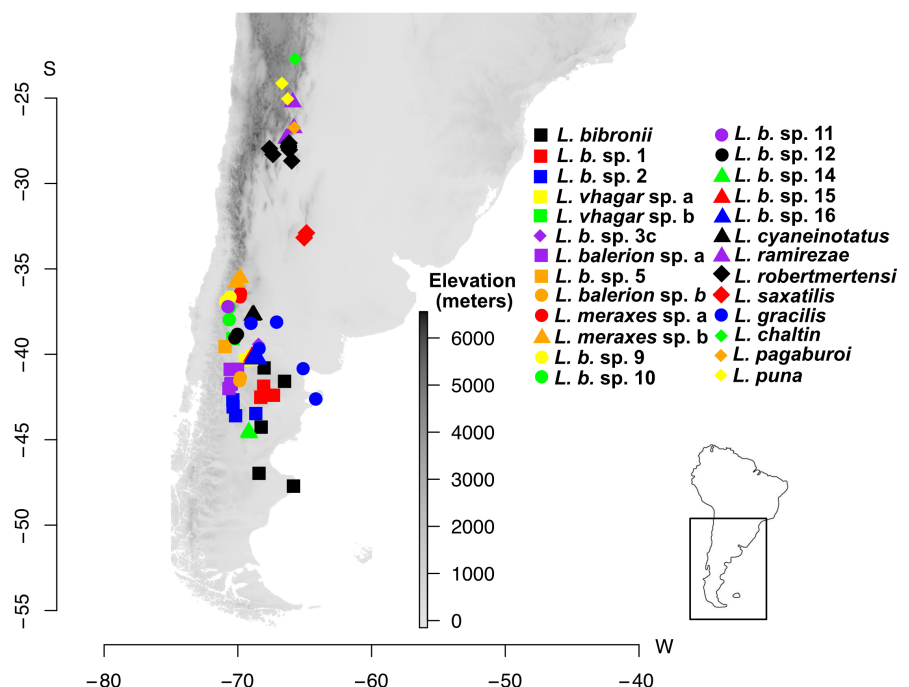 S
−25
−30
−35
−40
−45
−50
−55
L. bibronii
L. b. sp. 1
L. b. sp. 2
L. vhagar sp. a
L. vhagar sp. b
L. b. sp. 3c
L. balerion sp. a
L. b. sp. 5
L. balerion sp. b
L. meraxes sp. a
L. meraxes sp. b
L. b. sp. 9
L. b. sp. 10
L. b. sp. 11
L. b. sp. 12
L. b. sp. 14
L. b. sp. 15
L. b. sp. 16
L. cyaneinotatus
L. ramirezae
L. robertmertensi
L. saxatilis
L. gracilis
L. chaltin
L. pagaburoi
L. puna
Elevation
(meters)
6000
5000
4000
3000
2000
1000
0
W
−80
−70
−60
−50
−40